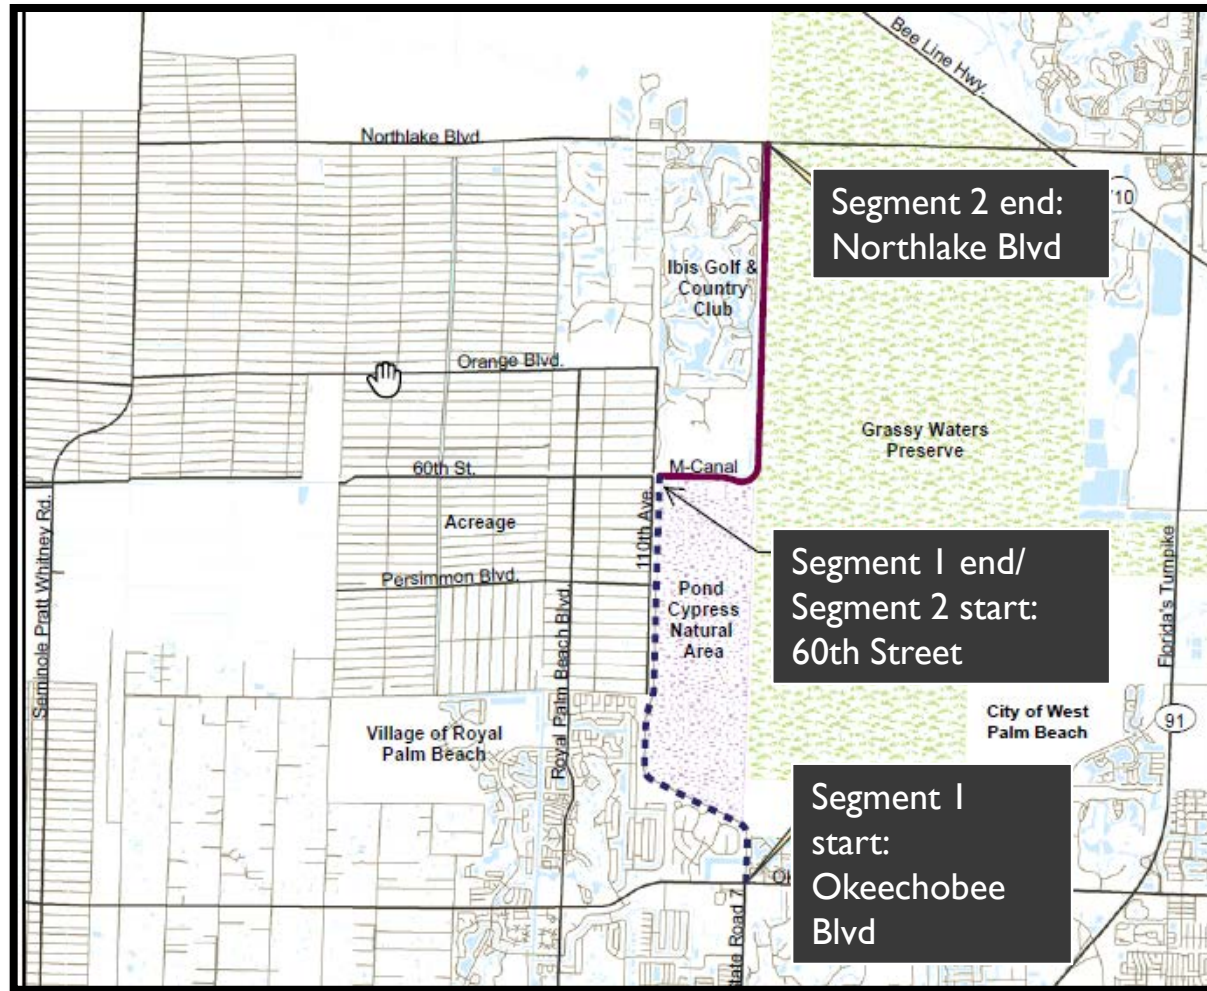 Bee Line Hwy.
Northlake Blvd.
Segment 2 end:
Northlake Blvd
10
Ibis Golf &
Country
Club
Orange Blvd.
Grassy Waters
Preserve
60th St.
M-Canal
Acreage
110th Ave.
Persimmon Blvd.
Pond
Cypress
Natural
Area
Segment 1 end/
Segment 2 start:
60th Street
Seminole Pratt Whitney Rd.
Royal Palm Beach Blvd.
Florida's Turnpike
91
Village of Royal
Palm Beach
City of West
Palm Beach
Segment 1
start:
Okeechobee
Blvd
State Road 7